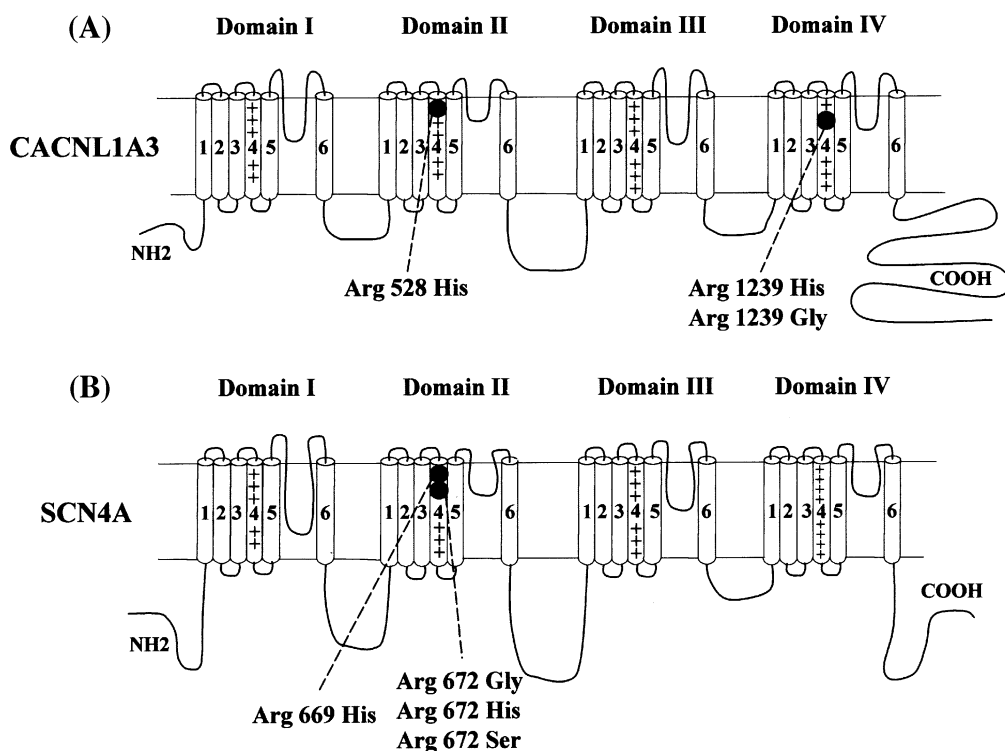 (A)
Domain I Domain II Domain III Domain IV
CACNL1A3
1 2 3 4 5 6 1 2 3 4 5 6 1 2 3 4 5 6 1 2 3 4 5 6
+ + + + + + + + + + + + + + + + + + + +
NH2
COOH
Arg 528 His
Arg 1239 His
Arg 1239 Gly
(B)
Domain I Domain II Domain III Domain IV
SCN4A
1 2 3 4 5 6 1 2 3 4 5 6 1 2 3 4 5 6 1 2 3 4 5 6
+ + + + + + + + + + + + + + + + + + + +
NH2
COOH
Arg 669 His
Arg 672 Gly
Arg 672 His
Arg 672 Ser